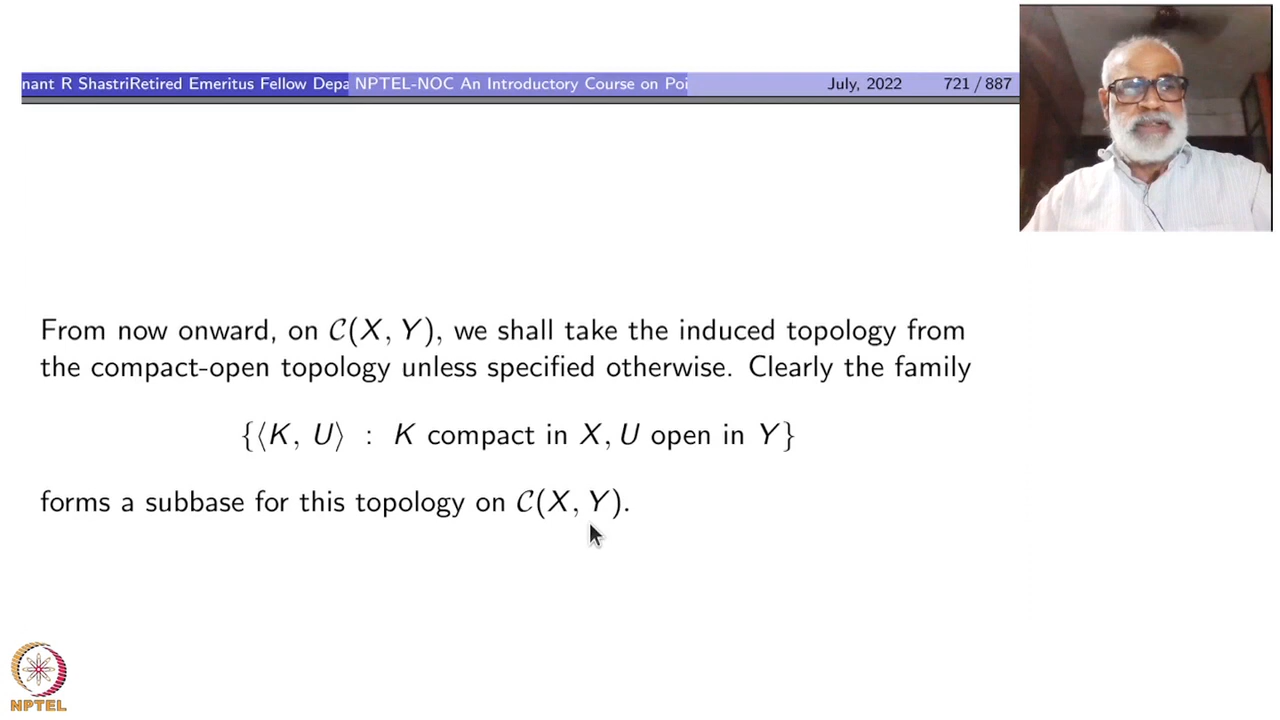 nant R ShastriRetired Emeritus Fellow Depa NPTEL-NOC An Introductory Course on Poi July, 2022 721 / 887
From now onward, on 𝒞(X, Y), we shall take the induced topology from
the compact-open topology unless specified otherwise. Clearly the family
{⟨K, U⟩ : K compact in X, U open in Y}
forms a subbase for this topology on 𝒞(X, Y).
NPTEL